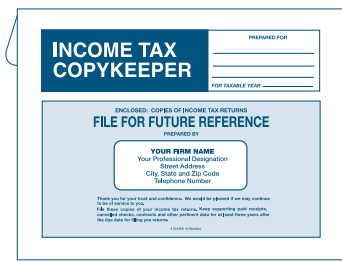 INCOME TAX
COPYKEEPER
PREPARED FOR
FOR TAXABLE YEAR
ENCLOSED: COPIES OF INCOME TAX RETURNS
FILE FOR FUTURE REFERENCE
PREPARED BY
YOUR FIRM NAME
Your Professional Designation
Street Address
City, State and Zip Code
Telephone Number
Thank you for your trust and confidence. We would be pleased if we may continue
to be of service to you.
File these copies of your income tax returns. Keep supporting paid receipts,
cancelled checks, contracts and other pertinent data for at least three years after
the due date for filing you returns.